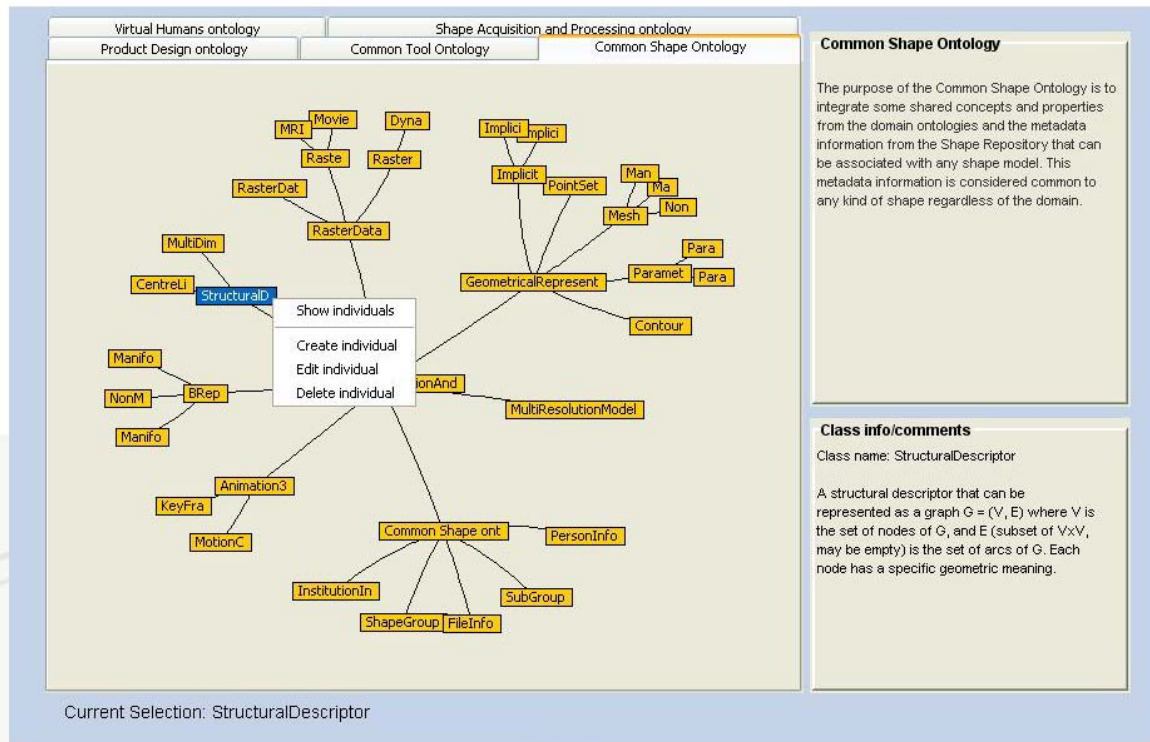 Virtual Humans ontology
Shape Acquisition and Processing ontology
Product Design ontology
Common Tool Ontology
Common Shape Ontology
MRI
Movie
Dyna
Raste
Raster
RasterDat
RasterData
Implici
Implici
Implicit
PointSet
Man
Ma
Non
Mesh
MultiDim
CentreLi
StructuralD
GeometricalRepresent
Para
Paramet
Para
Contour
Show individuals
Create individual
Edit individual
Delete individual
Manifo
NonM
BRep
Manifo
ionAnd
MultiResolutionModel
Animation3
KeyFra
MotionC
Common Shape ont
PersonInfo
InstitutionIn
SubGroup
ShapeGroup
FileInfo
Common Shape Ontology
The purpose of the Common Shape Ontology is to
integrate some shared concepts and properties
from the domain ontologies and the metadata
information from the Shape Repository that can
be associated with any shape model. This
metadata information is considered common to
any kind of shape regardless of the domain.
Class info/comments
Class name: StructuralDescriptor
A structural descriptor that can be
represented as a graph G = (V, E) where V is
the set of nodes of G, and E (subset of VxV,
may be empty) is the set of arcs of G. Each
node has a specific geometric meaning.
Current Selection: StructuralDescriptor